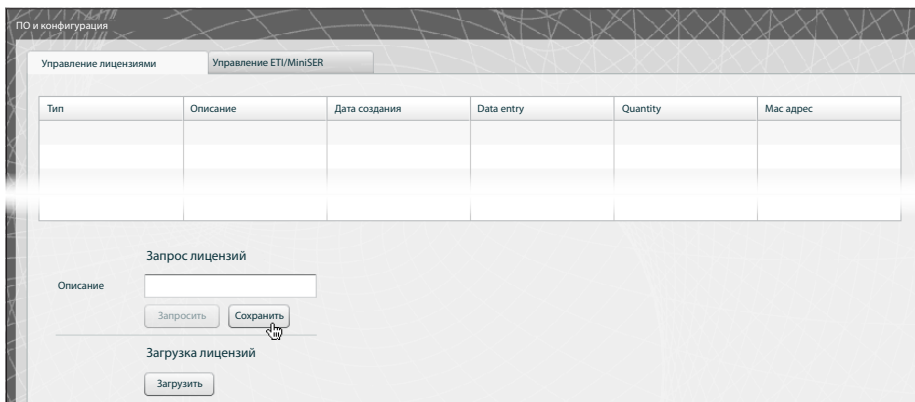 ПО и конфигурация
Управление лицензиями Управление ETI/MiniSER
Тип Описание Дата создания Data entry Quantity Mac адрес
Запрос лицензий
Описание
Запросить Сохранить
Загрузка лицензий
Загрузить